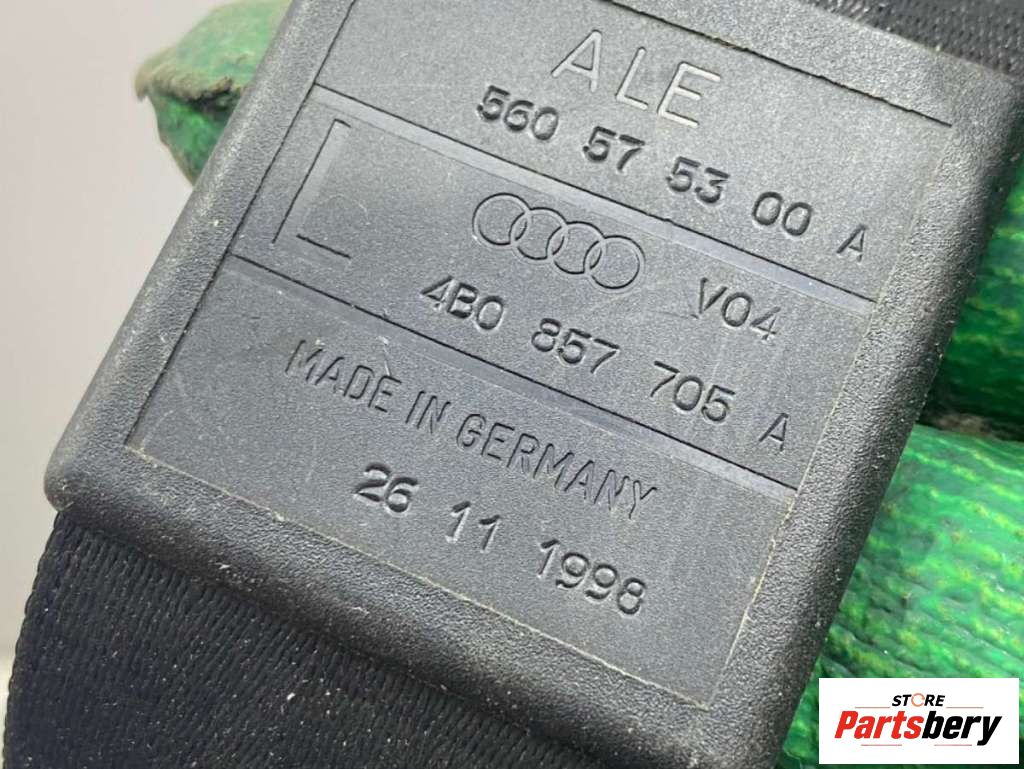 ALE
560 57 53 00 A
V04
4B0 857 705 A
MADE IN GERMANY
26 11 1998
STORE
Partsbery